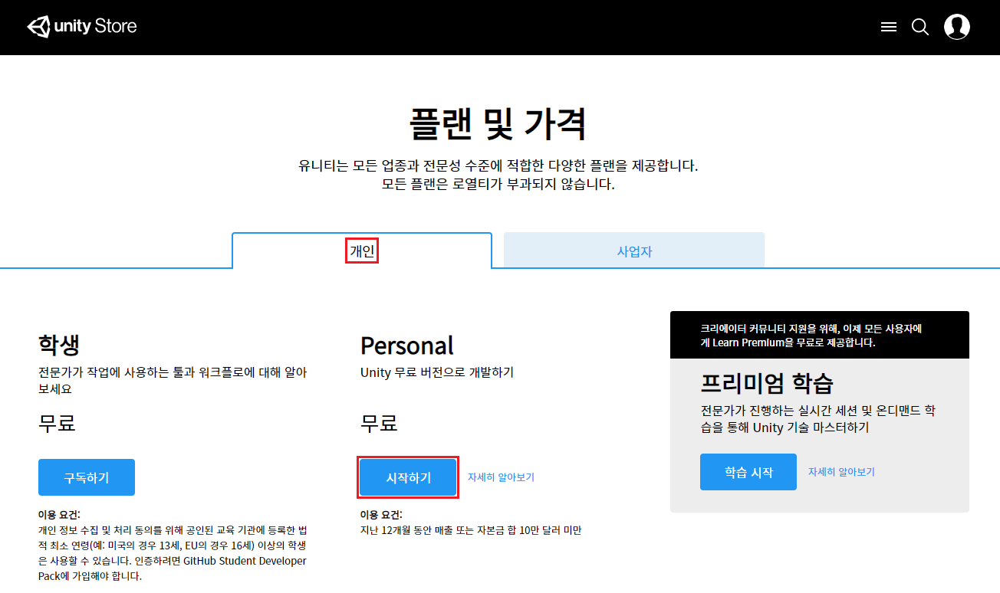 unity Store
플랜 및 가격
유니티는 모든 업종과 전문성 수준에 적합한 다양한 플랜을 제공합니다.
모든 플랜은 로열티가 부과되지 않습니다.
개인
사업자
학생
전문가가 작업에 사용하는 툴과 워크플로에 대해 알아
보세요
무료
구독하기
이용 요건:
개인 정보 수집 및 처리 동의를 위해 공인된 교육 기관에 등록한 법
적 최소 연령(예: 미국의 경우 13세, EU의 경우 16세) 이상의 학생
은 사용할 수 있습니다. 인증하려면 GitHub Student Developer
Pack에 가입해야 합니다.
Personal
Unity 무료 버전으로 개발하기
무료
시작하기
자세히 알아보기
이용 요건:
지난 12개월 동안 매출 또는 자본금 합 10만 달러 미만
크리에이터 커뮤니티 지원을 위해, 이제 모든 사용자에
게 Learn Premium을 무료로 제공합니다.
프리미엄 학습
전문가가 진행하는 실시간 세션 및 온디맨드 학
습을 통해 Unity 기술 마스터하기
학습 시작
자세히 알아보기